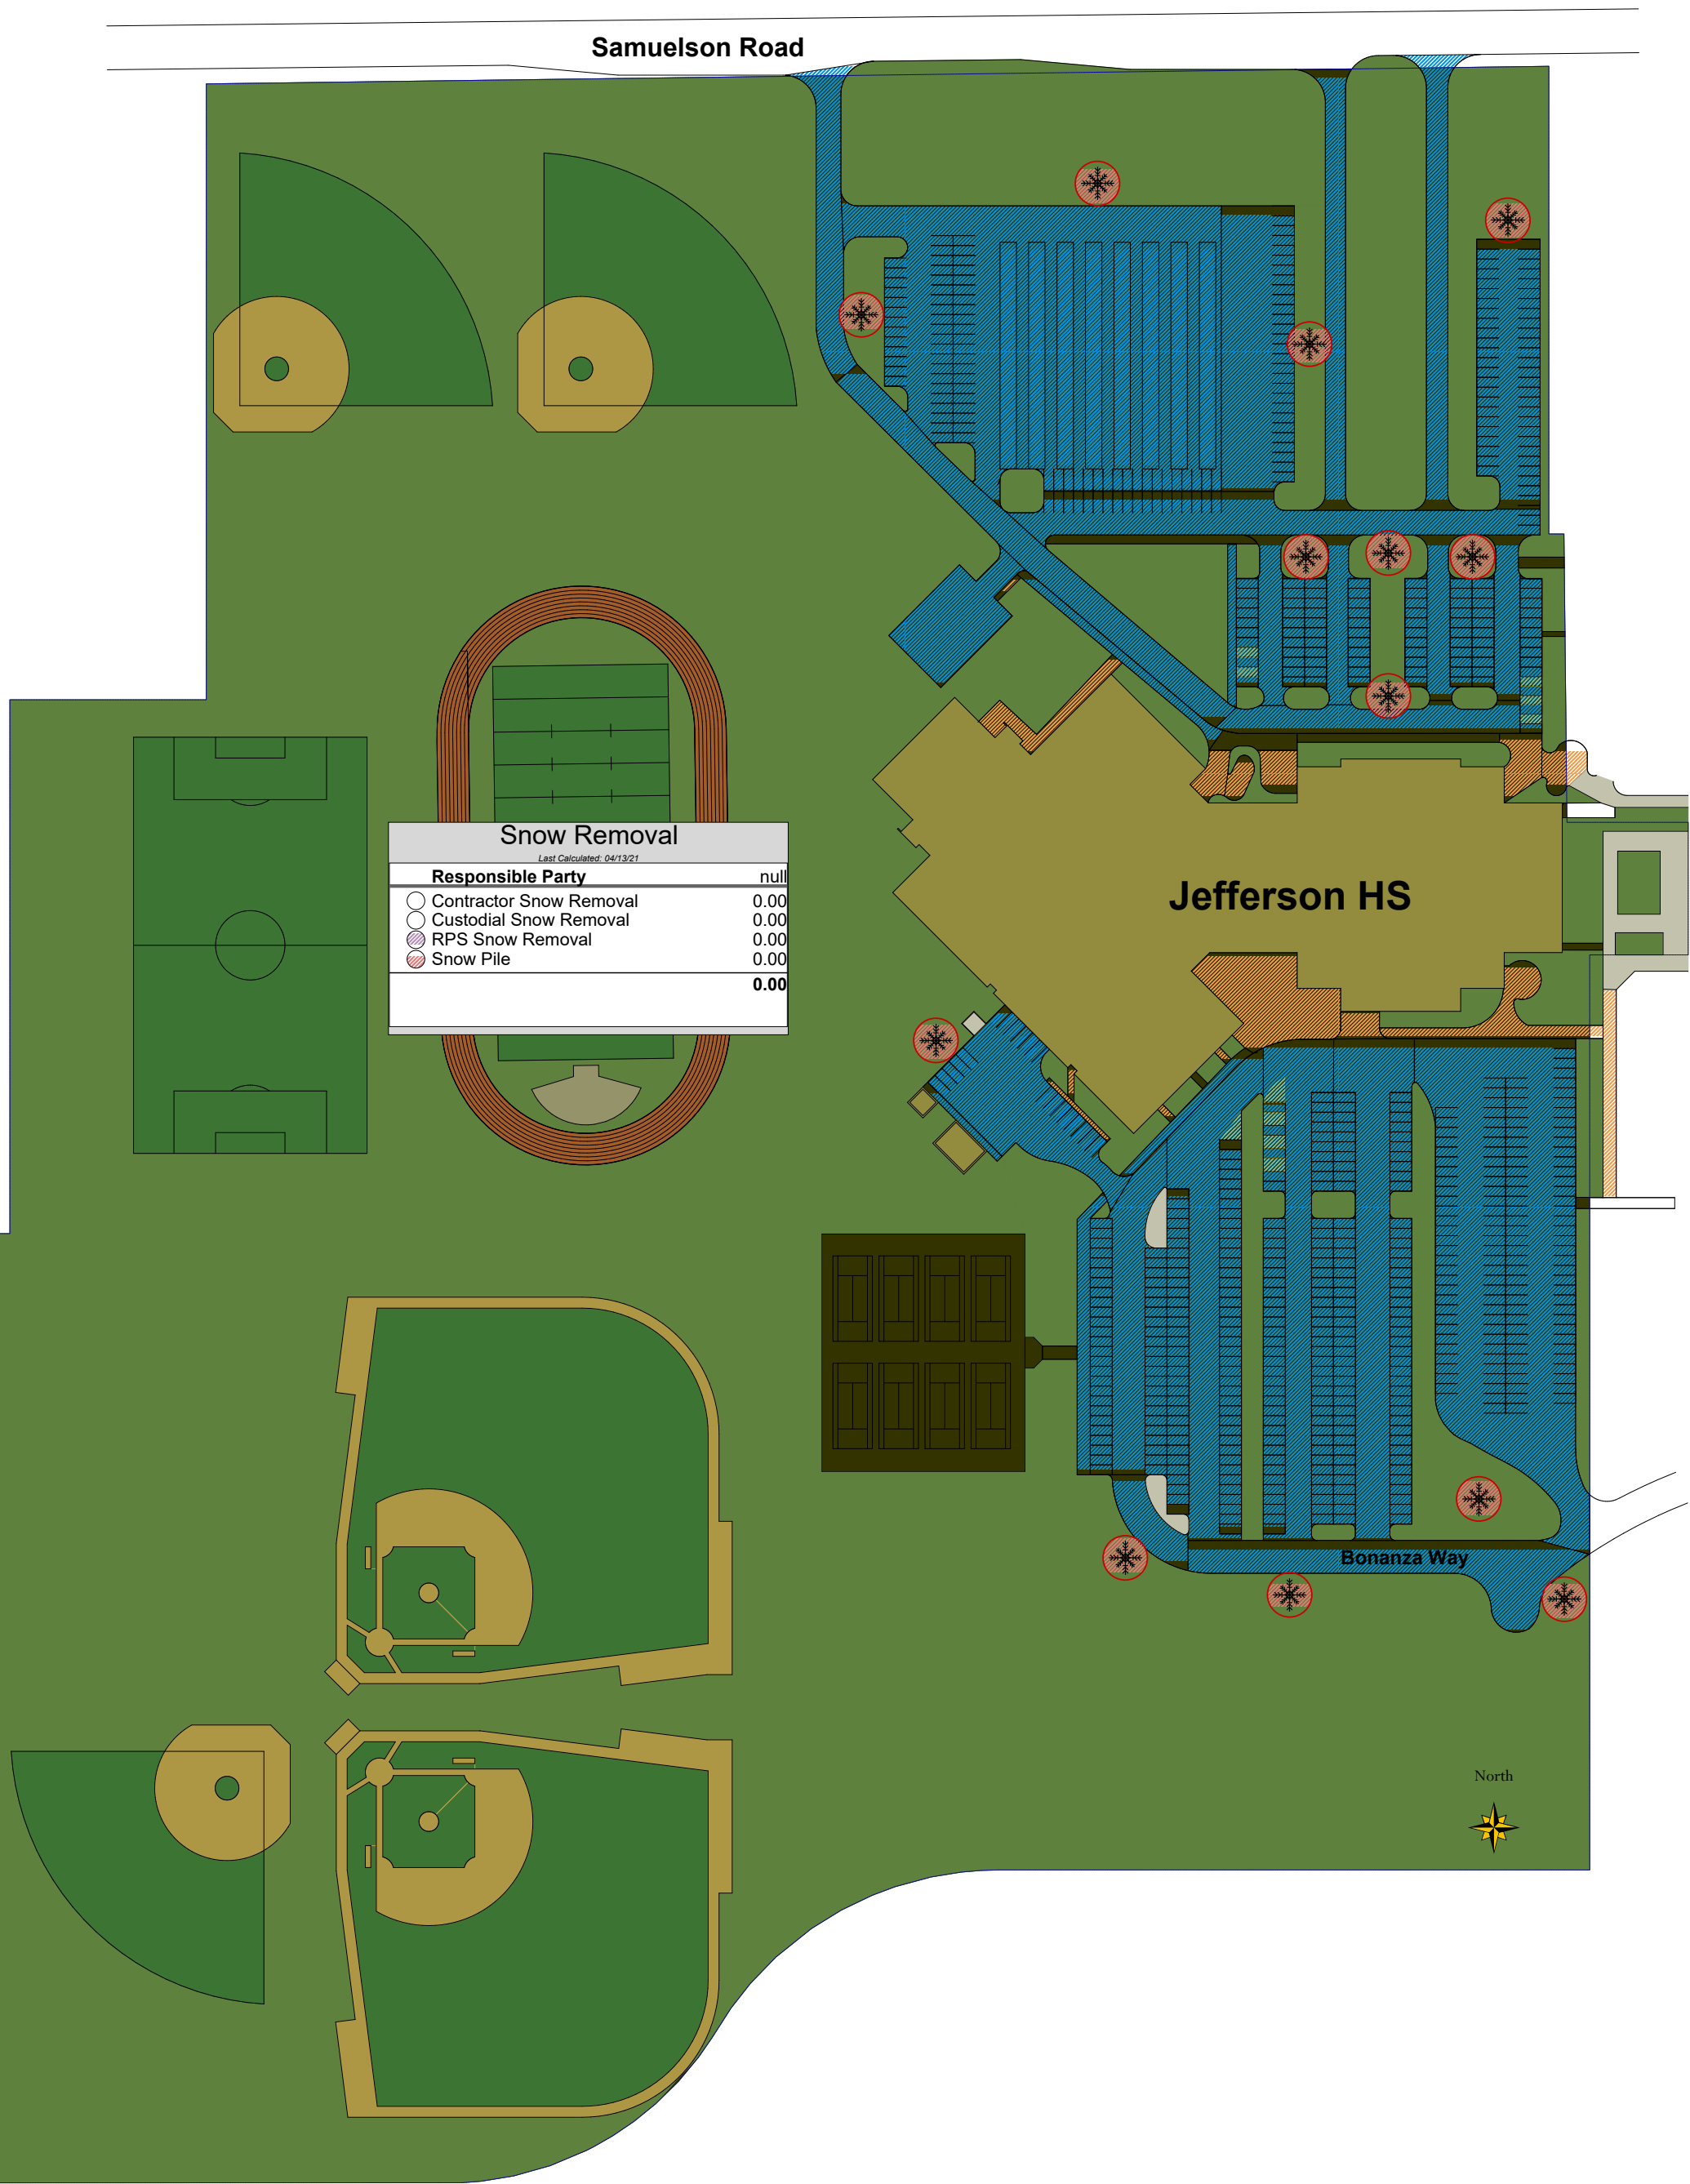 Samuelson Road
Snow Removal
Last Calculated: 04/13/21
Responsible Party null
Contractor Snow Removal 0.00
Custodial Snow Removal 0.00
RPS Snow Removal 0.00
Snow Pile 0.00
0.00
Jefferson HS
Bonanza Way
North